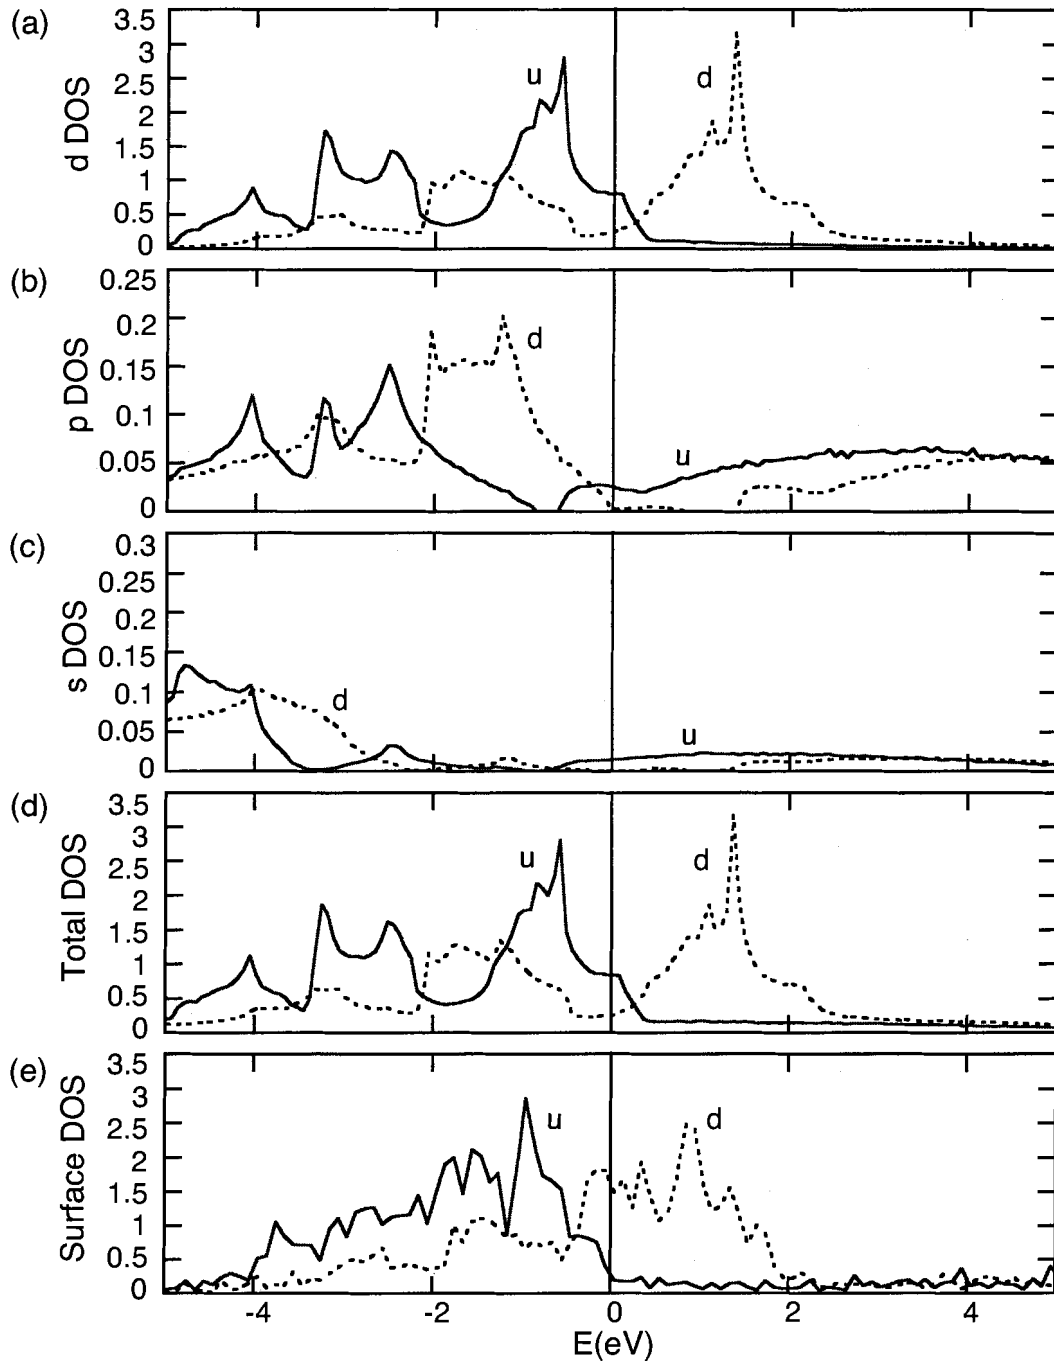 (a)
d DOS
3.5
3
2.5
2
1.5
1
0.5
0
u
d
(b)
p DOS
0.25
0.2
0.15
0.1
0.05
0
d
u
(c)
s DOS
0.3
0.25
0.2
0.15
0.1
0.05
0
d
u
(d)
Total DOS
3.5
3
2.5
2
1.5
1
0.5
0
u
d
(e)
Surface DOS
3.5
3
2.5
2
1.5
1
0.5
0
u
d
-4 -2 0 2 4
E(eV)